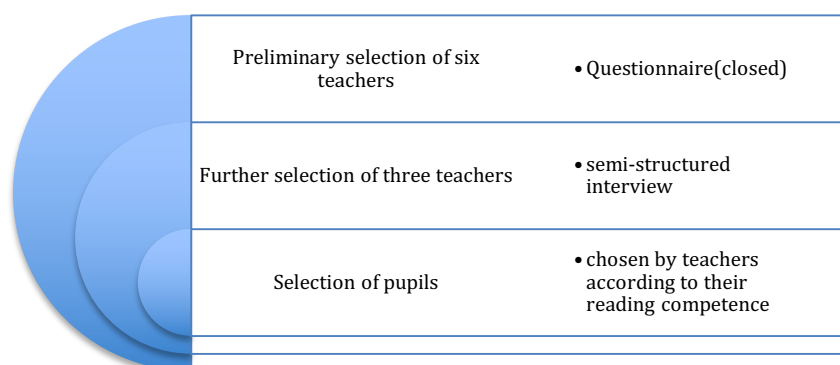 Preliminary selection of six
teachers
• Questionnaire(closed)
Further selection of three teachers
• semi-structured
interview
Selection of pupils
• chosen by teachers
according to their
reading competence